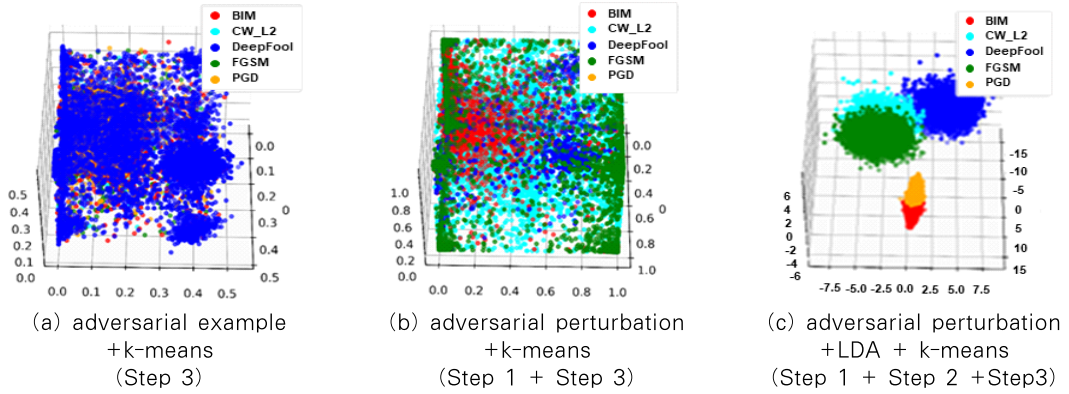 BIM
CW_L2
DeepFool
FGSM
PGD
0.5
0.4
0.3
0.2
0.1
0.0
0.0 0.1 0.2 0.3 0.4 0.5
0.0
0.1
0.2
0.3
0.4
0.5
0
(a) adversarial example
+k-means
(Step 3)
BIM
CW_L2
DeepFool
FGSM
PGD
1.0
0.8
0.6
0.4
0.2
0.0
0.0 0.2 0.4 0.6 0.8 1.0
0.0
0.2
0.4
0.6
0.8
1.0
0
(b) adversarial perturbation
+k-means
(Step 1 + Step 3)
BIM
CW_L2
DeepFool
FGSM
PGD
6
4
2
0
-2
-4
-6
-7.5 -5.0 -2.5 0.0 2.5 5.0 7.5
-15
-10
-5
0
5
10
15
(c) adversarial perturbation
+LDA + k-means
(Step 1 + Step 2 +Step3)